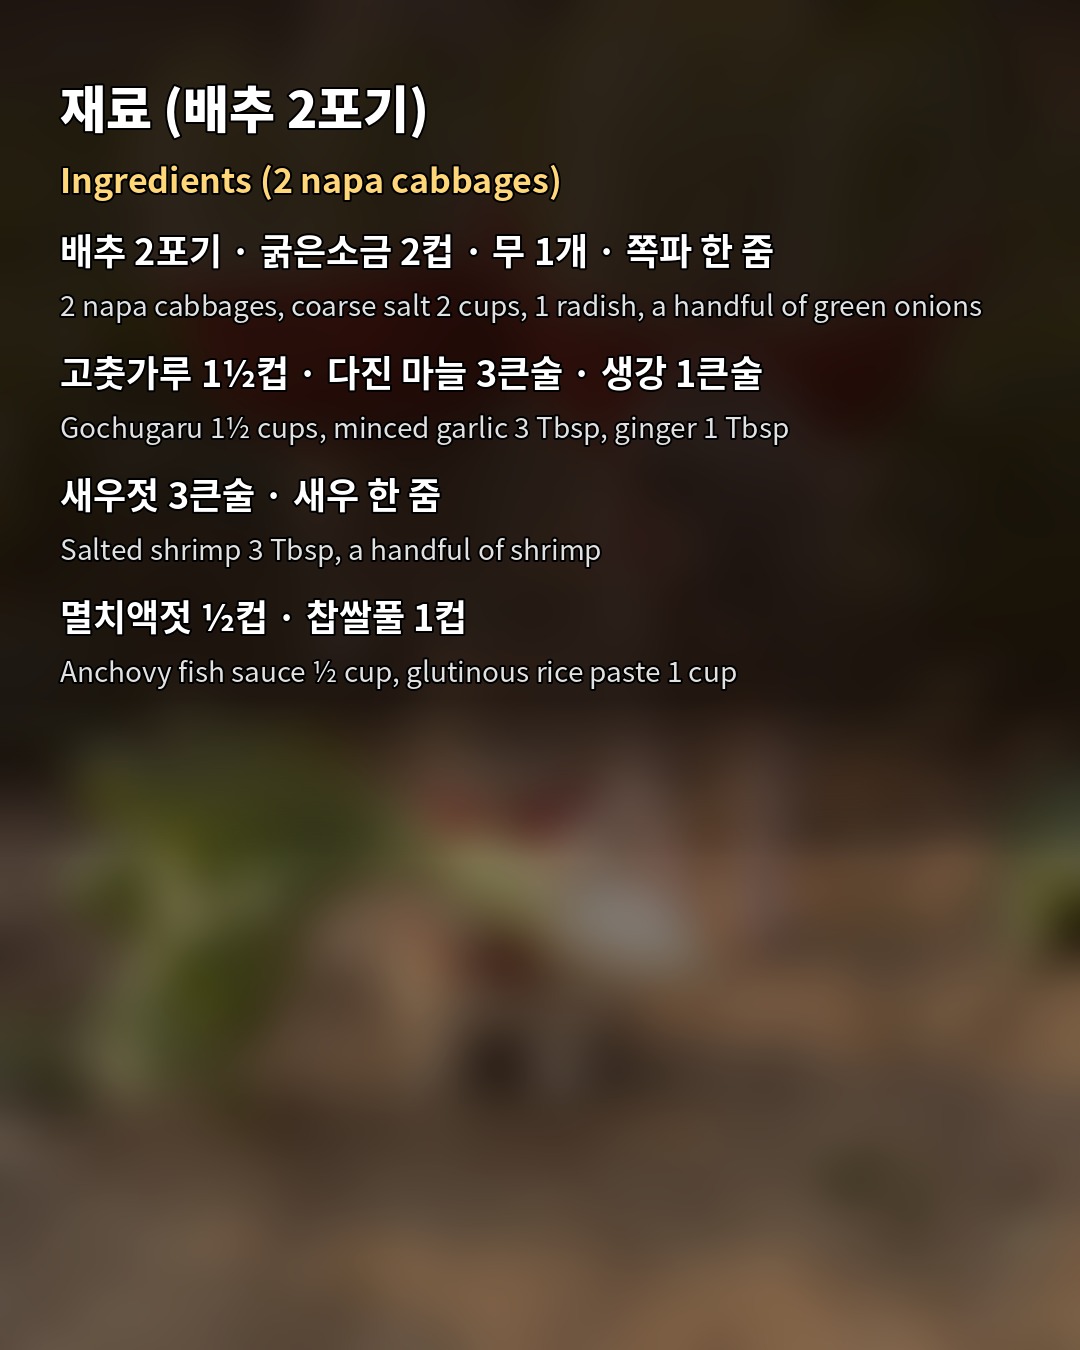 재료 (배추 2포기)
Ingredients (2 napa cabbages)
배추 2포기 · 굵은소금 2컵 · 무 1개 · 쪽파 한 줌
2 napa cabbages, coarse salt 2 cups, 1 radish, a handful of green onions
고춧가루 1½컵 · 다진 마늘 3큰술 · 생강 1큰술
Gochugaru 1½ cups, minced garlic 3 Tbsp, ginger 1 Tbsp
새우젓 3큰술 · 새우 한 줌
Salted shrimp 3 Tbsp, a handful of shrimp
멸치액젓 ½컵 · 찹쌀풀 1컵
Anchovy fish sauce ½ cup, glutinous rice paste 1 cup